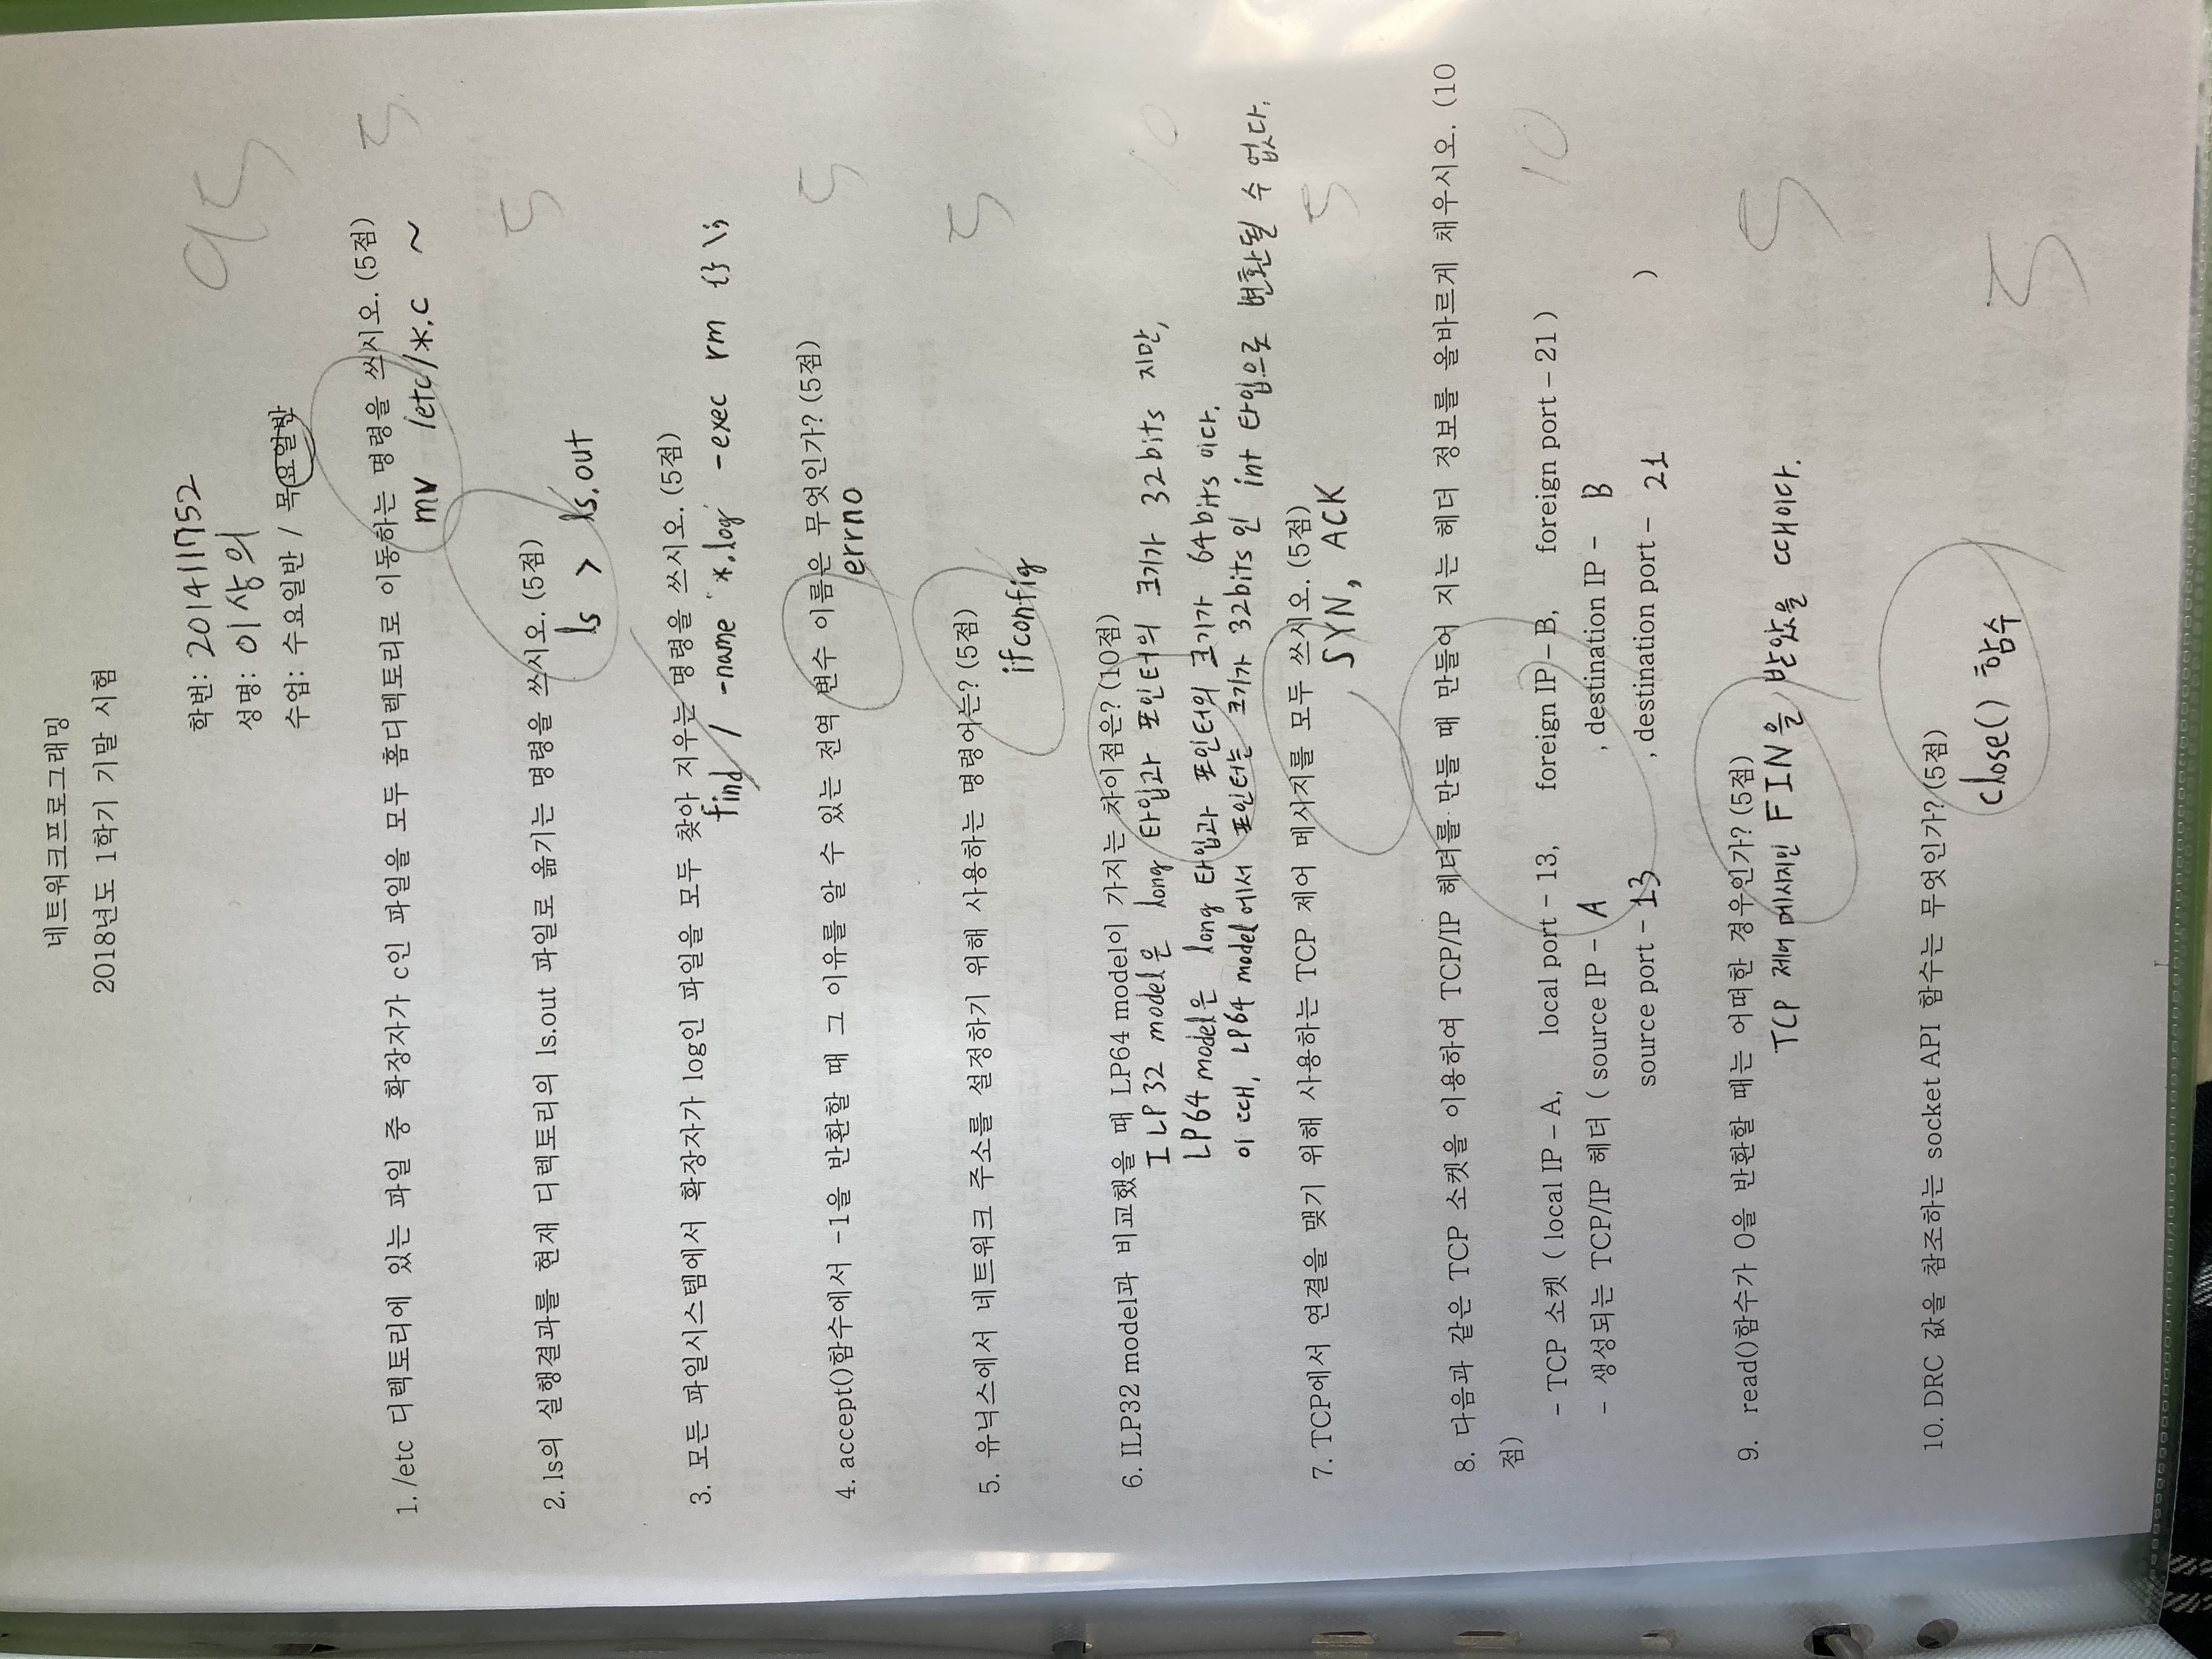 네트워크프로그래밍
2018년도 1학기 기말 시험
학번: 201411752
성명: 이상의
수업: 수요일반 / 목요일반
95
1. /etc 디렉토리에 있는 파일 중 확장자가 c인 파일을 모두 홈디렉토리로 이동하는 명령을 쓰시오. (5점)
5
mv /etc/*.c ~
2. ls의 실행결과를 현재 디렉토리의 ls.out 파일로 옮기는 명령을 쓰시오. (5점)
5
ls > ls.out
3. 모든 파일시스템에서 확장자가 log인 파일을 모두 찾아 지우는 명령을 쓰시오. (5점)
find / -name '*.log' -exec rm {} \;
4. accept()함수에서 -1을 반환할 때 그 이유를 알 수 있는 전역 변수 이름은 무엇인가? (5점)
5
errno
5. 유닉스에서 네트워크 주소를 설정하기 위해 사용하는 명령어는? (5점)
5
ifconfig
6. ILP32 model과 비교했을 때 LP64 model이 가지는 차이점은? (10점)
ILP32 model은 long 타입과 포인터의 크기가 32bits 지만,
10
LP64 model은 long 타입과 포인터의 크기가 64bits 이다.
이 때, LP64 model에서 포인터는 크기가 32bits인 int 타입으로 변환될 수 없다.
7. TCP에서 연결을 맺기 위해 사용하는 TCP 제어 메시지를 모두 쓰시오. (5점)
5
SYN, ACK
8. 다음과 같은 TCP 소켓을 이용하여 TCP/IP 헤더를 만들 때 만들어 지는 헤더 정보를 올바르게 채우시오. (10
점)
- TCP 소켓 ( local IP – A, local port – 13, foreign IP – B, foreign port – 21 )
10
- 생성되는 TCP/IP 헤더 ( source IP - A , destination IP - B
source port - 13 , destination port – 21 )
9. read()함수가 0을 반환할 때는 어떠한 경우인가? (5점)
5
TCP 제어 메시지인 FIN을 받았을 때이다.
10. DRC 값을 참조하는 socket API 함수는 무엇인가? (5점)
close() 함수
5